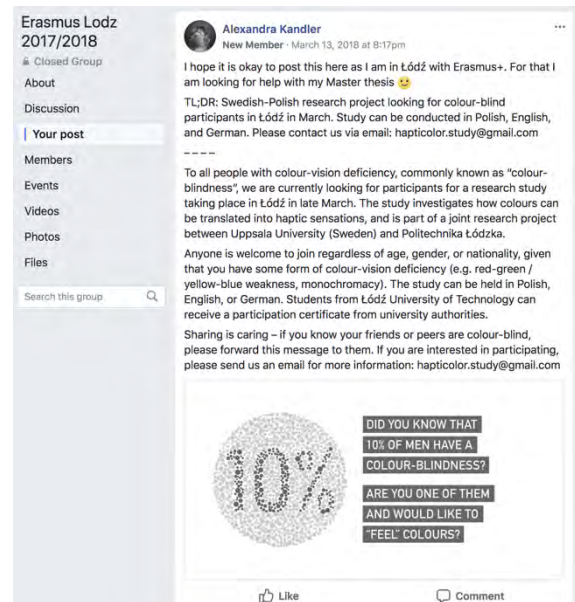 Erasmus Lodz
2017/2018
Closed Group
About
Discussion
Your post
Members
Events
Videos
Photos
Files
Search this group
Alexandra Kandler
New Member · March 13, 2018 at 8:17pm
I hope it is okay to post this here as I am in Łódź with Erasmus+. For that I
am looking for help with my Master thesis 🙂
TL;DR: Swedish-Polish research project looking for colour-blind
participants in Łódź in March. Study can be conducted in Polish, English,
and German. Please contact us via email: hapticolor.study@gmail.com
– – – –
To all people with colour-vision deficiency, commonly known as “colour-
blindness”, we are currently looking for participants for a research study
taking place in Łódź in late March. The study investigates how colours can
be translated into haptic sensations, and is part of a joint research project
between Uppsala University (Sweden) and Politechnika Łódzka.
Anyone is welcome to join regardless of age, gender, or nationality, given
that you have some form of colour-vision deficiency (e.g. red-green /
yellow-blue weakness, monochromacy). The study can be held in Polish,
English, or German. Students from Łódź University of Technology can
receive a participation certificate from university authorities.
Sharing is caring – if you know your friends or peers are colour-blind,
please forward this message to them. If you are interested in participating,
please send us an email for more information: hapticolor.study@gmail.com
10%
DID YOU KNOW THAT
10% OF MEN HAVE A
COLOUR-BLINDNESS?
ARE YOU ONE OF THEM
AND WOULD LIKE TO
“FEEL” COLOURS?
Like
Comment